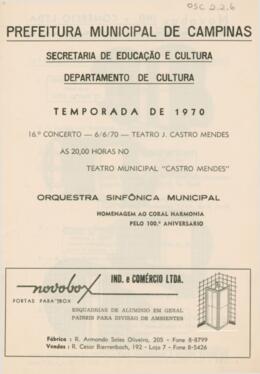 OSC 2.2.6
PREFEITURA MUNICIPAL DE CAMPINAS
SECRETARIA DE EDUCAÇÃO E CULTURA
DEPARTAMENTO DE CULTURA
TEMPORADA DE 1970
16.º CONCERTO — 6/6/70 — TEATRO J. CASTRO MENDES
AS 20,00 HORAS NO
TEATRO MUNICIPAL "CASTRO MENDES"
ORQUESTRA SINFÔNICA MUNICIPAL
HOMENAGEM AO CORAL HARMONIA
PELO 100.º ANIVERSARIO
novobox
PORTAS PARA BOX
IND. e COMÉRCIO LTDA.
ESQUADRIAS DE ALUMINIO EM GERAL
PAINEIS PARA DIVISÃO DE AMBIENTES
Fábrica : R. Armando Sales Oliveira, 205 - Fone 8-8799
Vendas : R. Cesar Bierrenbach, 192 - Loja 7 - Fone 8-5426